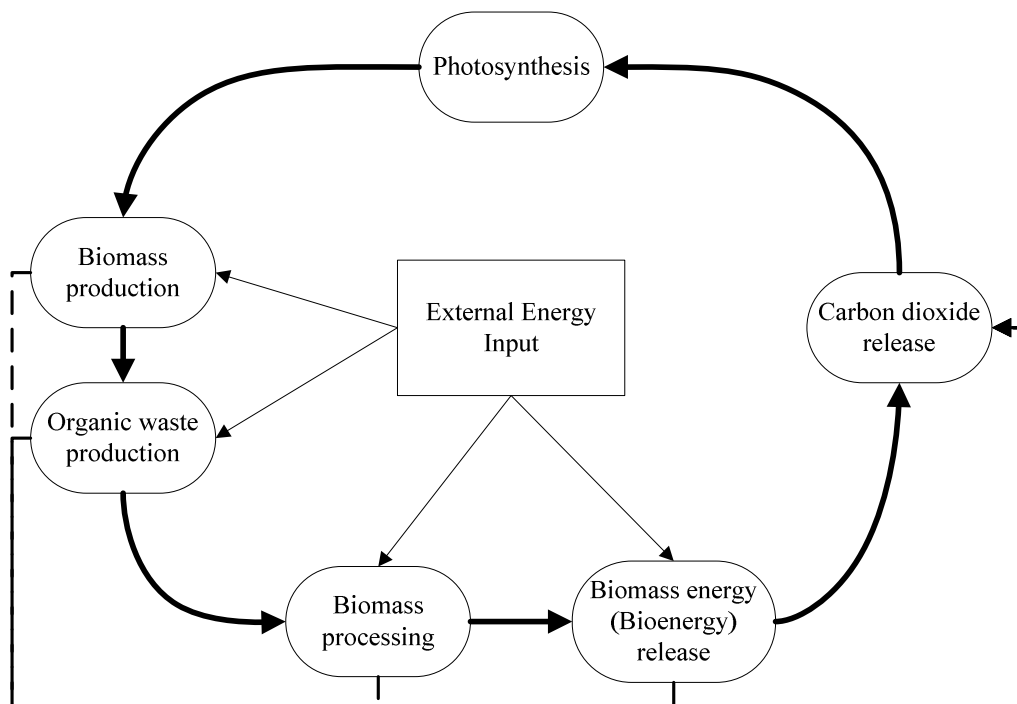 Photosynthesis
Biomass
production
External Energy
Input
Carbon dioxide
release
Organic waste
production
Biomass
processing
Biomass energy
(Bioenergy)
release